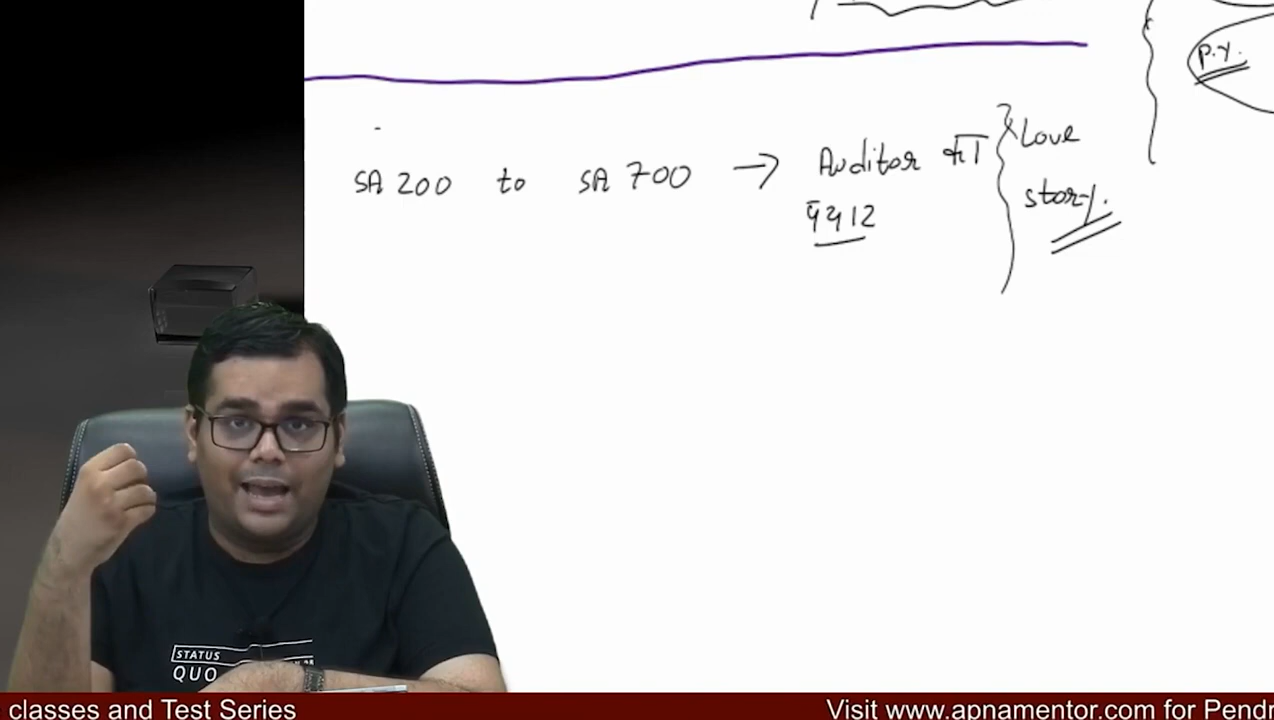 p.y.
SA 200 to SA 700 → Auditor का
प्यार
Love
story.
STATUS
QUO
classes and Test Series
Visit www.apnamentor.com for Pendr